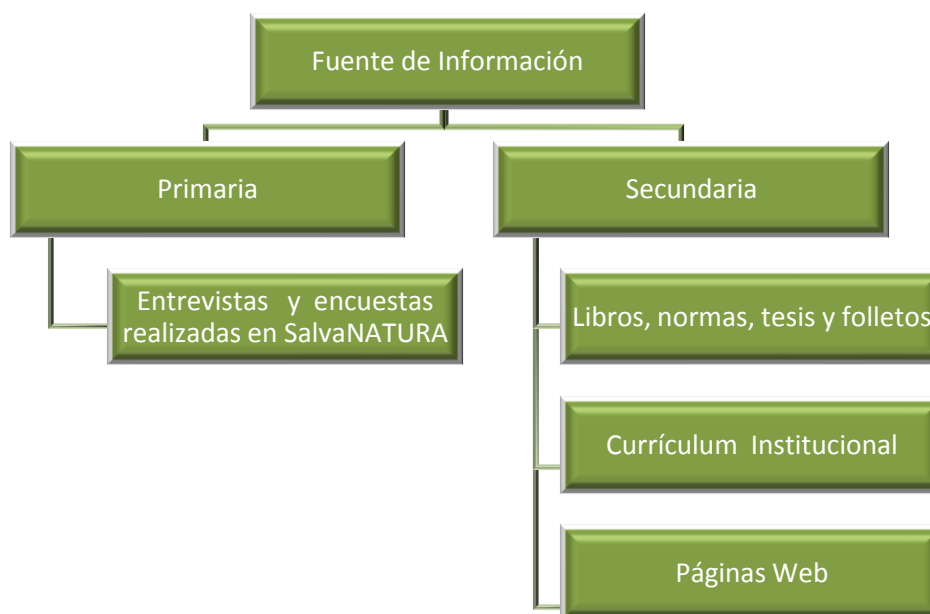 Fuente de Información
Primaria
Secundaria
Entrevistas y encuestas
realizadas en SalvaNATURA
Libros, normas, tesis y folletos
Currículum Institucional
Páginas Web